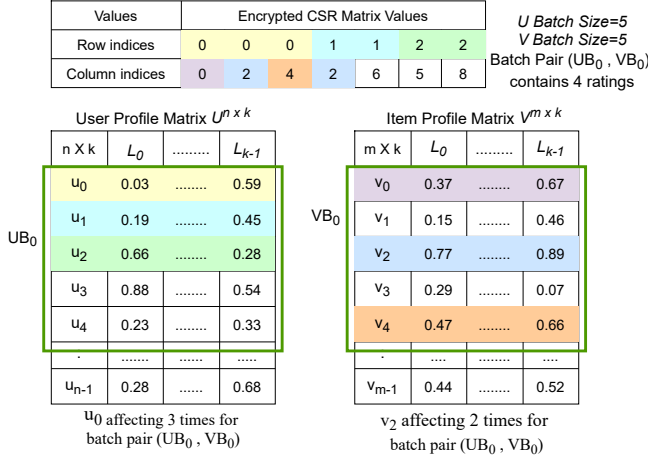 Values Encrypted CSR Matrix Values
Row indices 0 0 0 1 1 2 2
Column indices 0 2 4 2 6 5 8
U Batch Size=5
V Batch Size=5
Batch Pair (UB0 , VB0)
contains 4 ratings
User Profile Matrix U^n x k
n X k L0 ......... Lk-1
u0 0.03 ........ 0.59
u1 0.19 ........ 0.45
u2 0.66 ........ 0.28
u3 0.88 ........ 0.54
u4 0.23 ........ 0.33
. ....... ........ .....
un-1 0.28 ........ 0.68
UB0
u0 affecting 3 times for
batch pair (UB0 , VB0)
Item Profile Matrix V^m x k
m X k L0 ......... Lk-1
v0 0.37 ........ 0.67
v1 0.15 ........ 0.46
v2 0.77 ........ 0.89
v3 0.29 ........ 0.07
v4 0.47 ........ 0.66
. ....... ........ .....
vm-1 0.44 ........ 0.52
VB0
v2 affecting 2 times for
batch pair (UB0 , VB0)